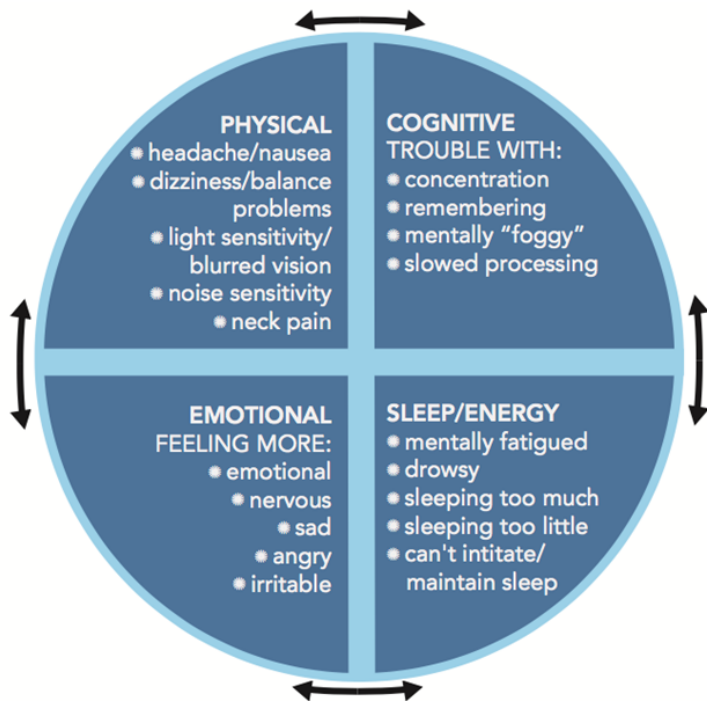 PHYSICAL
headache/nausea
dizziness/balance
problems
light sensitivity/
blurred vision
noise sensitivity
neck pain
COGNITIVE
TROUBLE WITH:
concentration
remembering
mentally “foggy”
slowed processing
EMOTIONAL
FEELING MORE:
emotional
nervous
sad
angry
irritable
SLEEP/ENERGY
mentally fatigued
drowsy
sleeping too much
sleeping too little
can't intitate/
maintain sleep